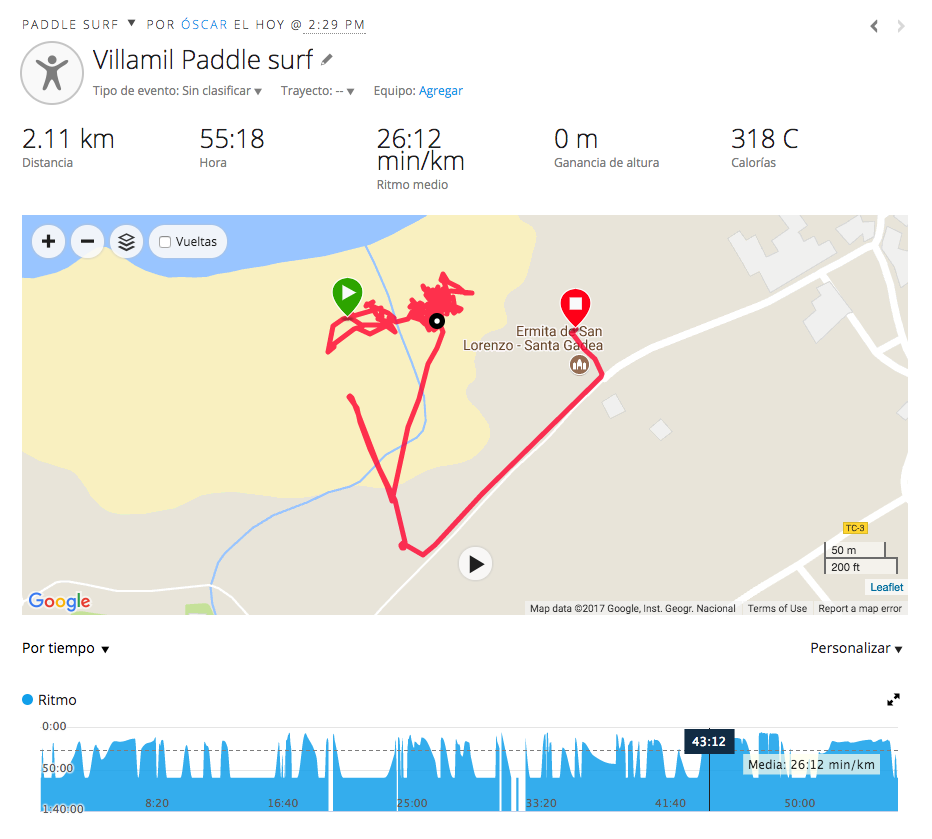 PADDLE SURF ▼ POR ÓSCAR EL HOY @ 2:29 PM
Villamil Paddle surf
Tipo de evento: Sin clasificar ▼ Trayecto: -- ▼ Equipo: Agregar
2.11 km
Distancia
55:18
Hora
26:12
min/km
Ritmo medio
0 m
Ganancia de altura
318 C
Calorías
Vueltas
Ermita de San
Lorenzo - Santa Gadea
TC-3
50 m
200 ft
Leaflet
Google
Map data ©2017 Google, Inst. Geogr. Nacional Terms of Use Report a map error
Por tiempo ▼ Personalizar ▼
Ritmo
0:00
43:12
Media: 26:12 min/km
50:00
1:40:00
8:20 16:40 25:00 33:20 41:40 50:00